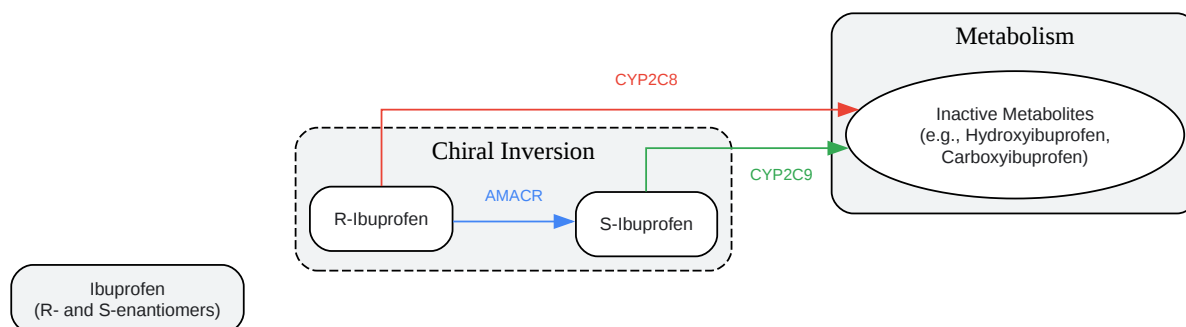 Metabolism
CYP2C8
Inactive Metabolites
(e.g., Hydroxyibuprofen,
Carboxyibuprofen)
Chiral Inversion
CYP2C9
AMACR
R-Ibuprofen
S-Ibuprofen
Ibuprofen
(R- and S-enantiomers)